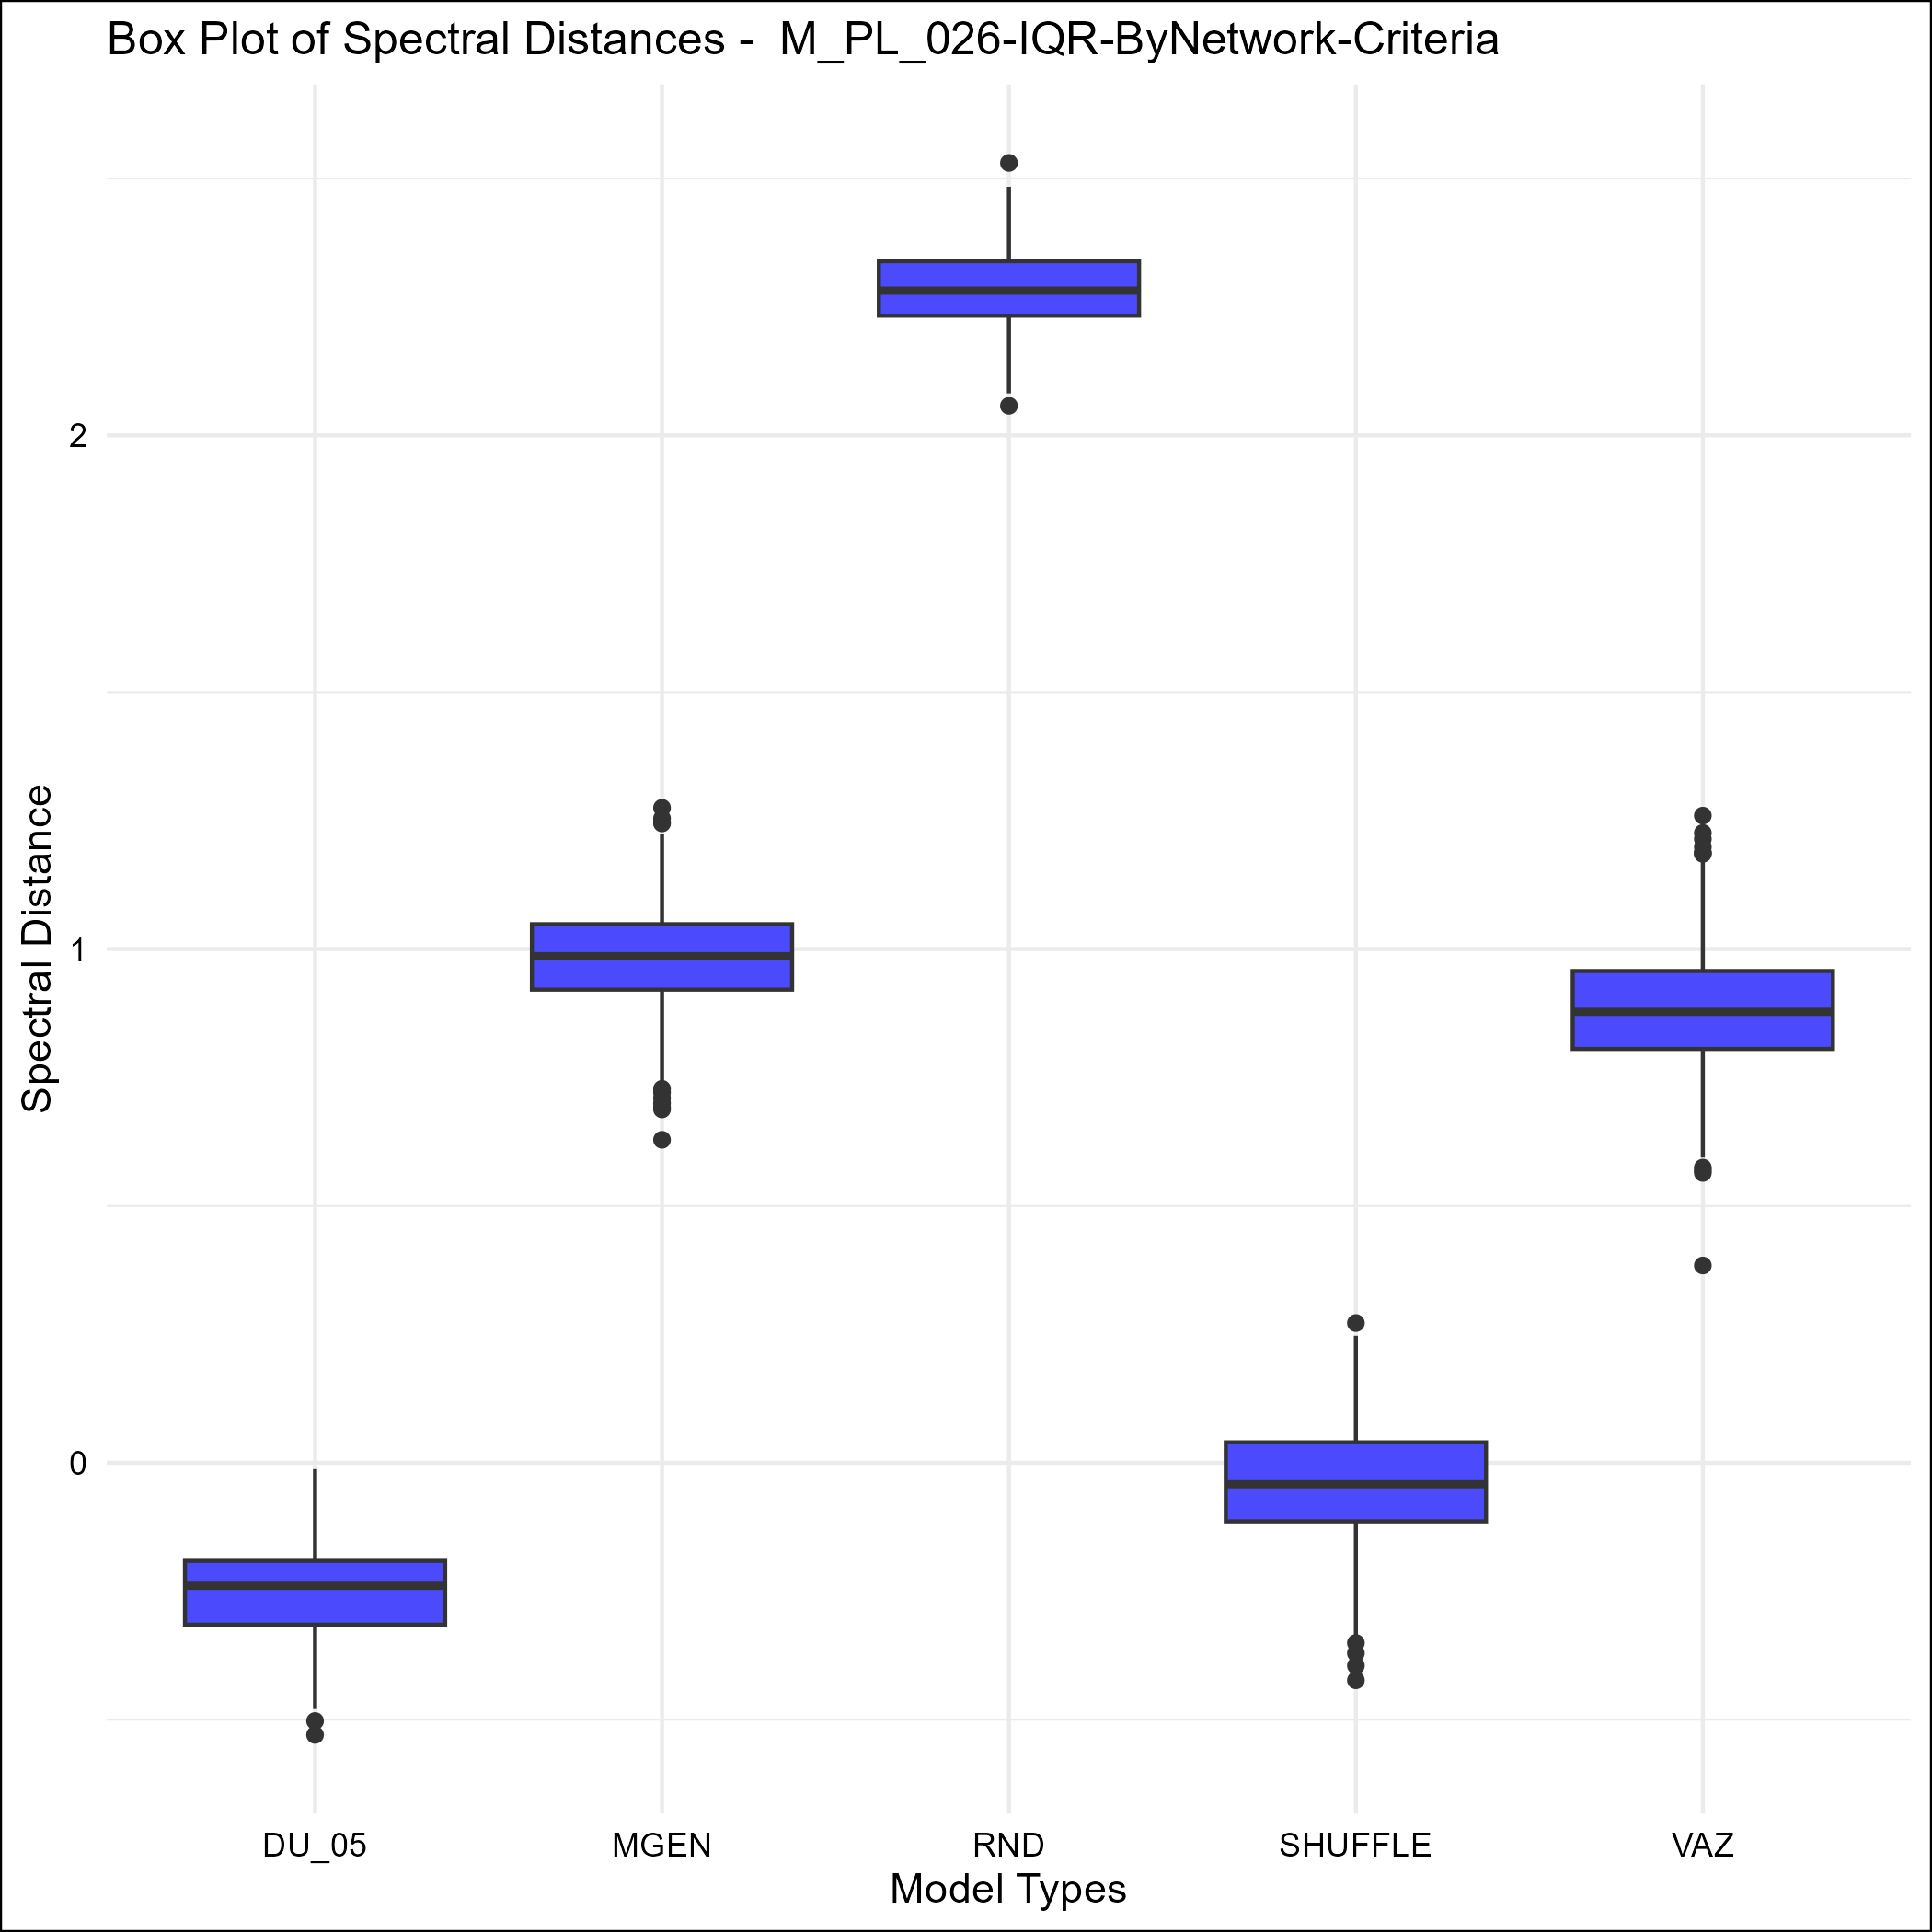 Box Plot of Spectral Distances -  M_PL_026-IQR-ByNetwork-Criteria
Spectral Distance
2
1
0
DU_05 MGEN RND SHUFFLE VAZ
Model Types